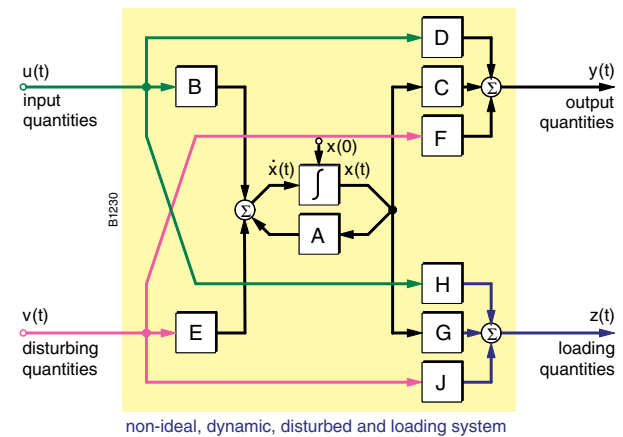 D
u(t)
input
quantities
B
C
Σ
y(t)
output
quantities
F
x(0)
ẋ(t)
x(t)
∫
B1230
Σ
A
H
v(t)
disturbing
quantities
E
G
Σ
z(t)
loading
quantities
J
non-ideal, dynamic, disturbed and loading system